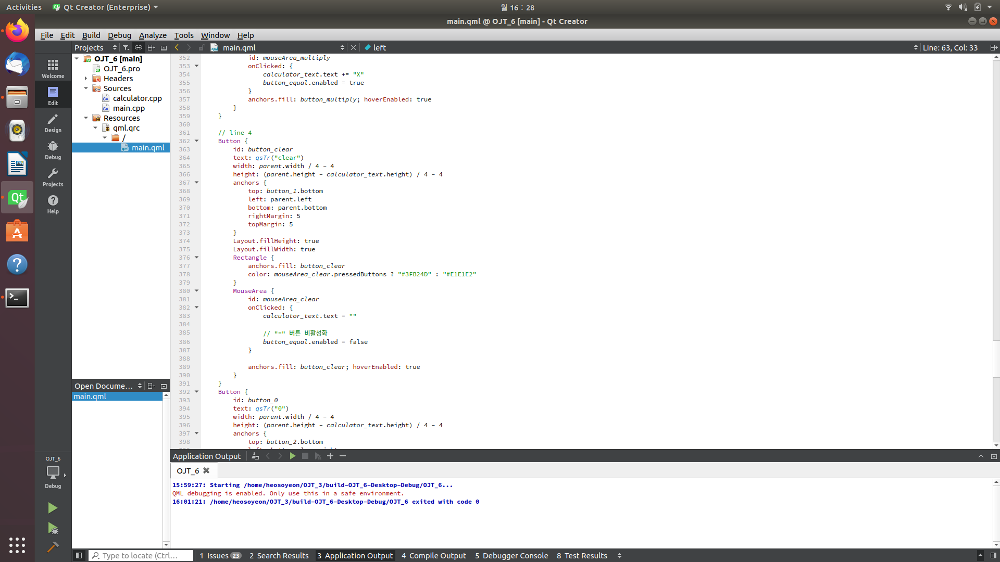 Activities
Qt Creator (Enterprise)
월 16 : 28
main.qml @ OJT_6 [main] - Qt Creator
File Edit Build Debug Analyze Tools Window Help
Projects
main.qml
left
Line: 63, Col: 33
Welcome
Edit
Design
Debug
Projects
Help
OJT_6 [main]
OJT_6.pro
Headers
Sources
calculator.cpp
main.cpp
Resources
qml.qrc
/
main.qml
Open Docume...
main.qml
352 id: mouseArea_multiply
353 onClicked: {
354 calculator_text.text += "X"
355 button_equal.enabled = true
356 }
357 anchors.fill: button_multiply; hoverEnabled: true
358 }
359 }
360
361 // line 4
362 Button {
363 id: button_clear
364 text: qsTr("clear")
365 width: parent.width / 4 - 4
366 height: (parent.height - calculator_text.height) / 4 - 4
367 anchors {
368 top: button_1.bottom
369 left: parent.left
370 bottom: parent.bottom
371 rightMargin: 5
372 topMargin: 5
373 }
374 Layout.fillHeight: true
375 Layout.fillWidth: true
376 Rectangle {
377 anchors.fill: button_clear
378 color: mouseArea_clear.pressedButtons ? "#3FB24D" : "#E1E1E2"
379 }
380 MouseArea {
381 id: mouseArea_clear
382 onClicked: {
383 calculator_text.text = ""
384
385 // "=" 버튼 비활성화
386 button_equal.enabled = false
387 }
388
389 anchors.fill: button_clear; hoverEnabled: true
390 }
391 }
392 Button {
393 id: button_0
394 text: qsTr("0")
395 width: parent.width / 4 - 4
396 height: (parent.height - calculator_text.height) / 4 - 4
397 anchors {
398 top: button_2.bottom
Application Output
OJT_6
15:59:27: Starting /home/heosoyeon/OJT_3/build-OJT_6-Desktop-Debug/OJT_6...
QML debugging is enabled. Only use this in a safe environment.
16:01:21: /home/heosoyeon/OJT_3/build-OJT_6-Desktop-Debug/OJT_6 exited with code 0
OJT_6
Debug
Type to locate (Ctrl...
1 Issues 23
2 Search Results
3 Application Output
4 Compile Output
5 Debugger Console
8 Test Results